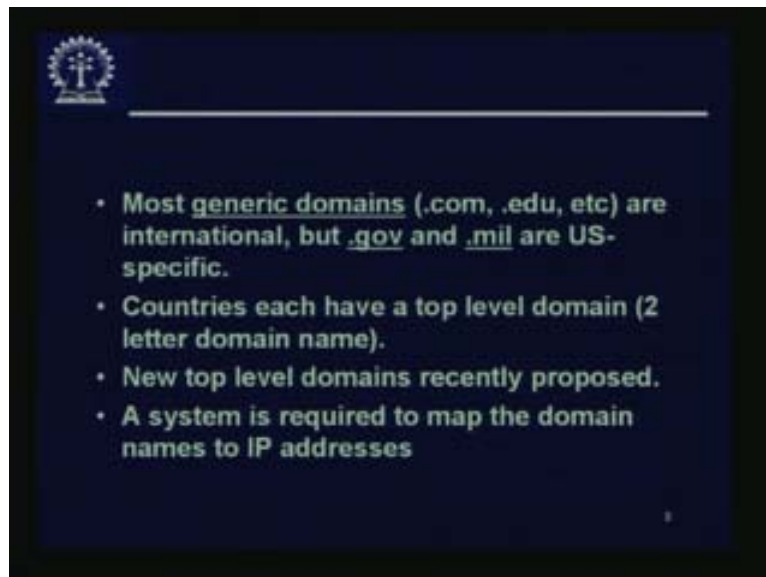 • Most generic domains (.com, .edu, etc) are
international, but .gov and .mil are US-
specific.
• Countries each have a top level domain (2
letter domain name).
• New top level domains recently proposed.
• A system is required to map the domain
names to IP addresses